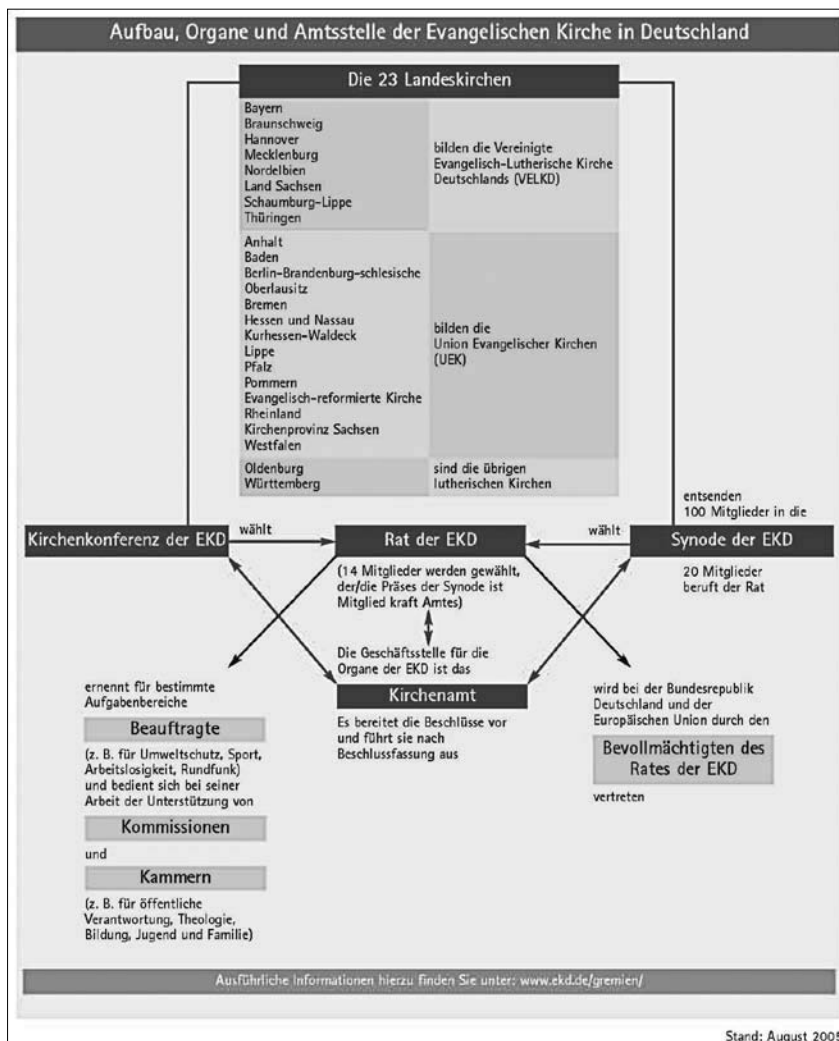 Aufbau, Organe und Amtsstelle der Evangelischen Kirche in Deutschland
Die 23 Landeskirchen
Bayern
Braunschweig
Hannover
Mecklenburg
Nordelbien
Land Sachsen
Schaumburg-Lippe
Thüringen
bilden die Vereinigte
Evangelisch-Lutherische Kirche
Deutschlands (VELKD)
Anhalt
Baden
Berlin-Brandenburg-schlesische
Oberlausitz
Bremen
Hessen und Nassau
Kurhessen-Waldeck
Lippe
Pfalz
Pommern
Evangelisch-reformierte Kirche
Rheinland
Kirchenprovinz Sachsen
Westfalen
bilden die
Union Evangelischer Kirchen
(UEK)
Oldenburg
Württemberg
sind die übrigen
lutherischen Kirchen
entsenden
100 Mitglieder in die
Kirchenkonferenz der EKD
wählt
Rat der EKD
wählt
Synode der EKD
(14 Mitglieder werden gewählt,
der/die Präses der Synode ist
Mitglied kraft Amtes)
20 Mitglieder
beruft der Rat
Die Geschäftsstelle für die
Organe der EKD ist das
Kirchenamt
Es bereitet die Beschlüsse vor
und führt sie nach
Beschlussfassung aus
ernennt für bestimmte
Aufgabenbereiche
Beauftragte
(z. B. für Umweltschutz, Sport,
Arbeitslosigkeit, Rundfunk)
und bedient sich bei seiner
Arbeit der Unterstützung von
Kommissionen
und
Kammern
(z. B. für öffentliche
Verantwortung, Theologie,
Bildung, Jugend und Familie)
wird bei der Bundesrepublik
Deutschland und der
Europäischen Union durch den
Bevollmächtigten des
Rates der EKD
vertreten
Ausführliche Informationen hierzu finden Sie unter: www.ekd.de/gremien/
Stand: August 2005